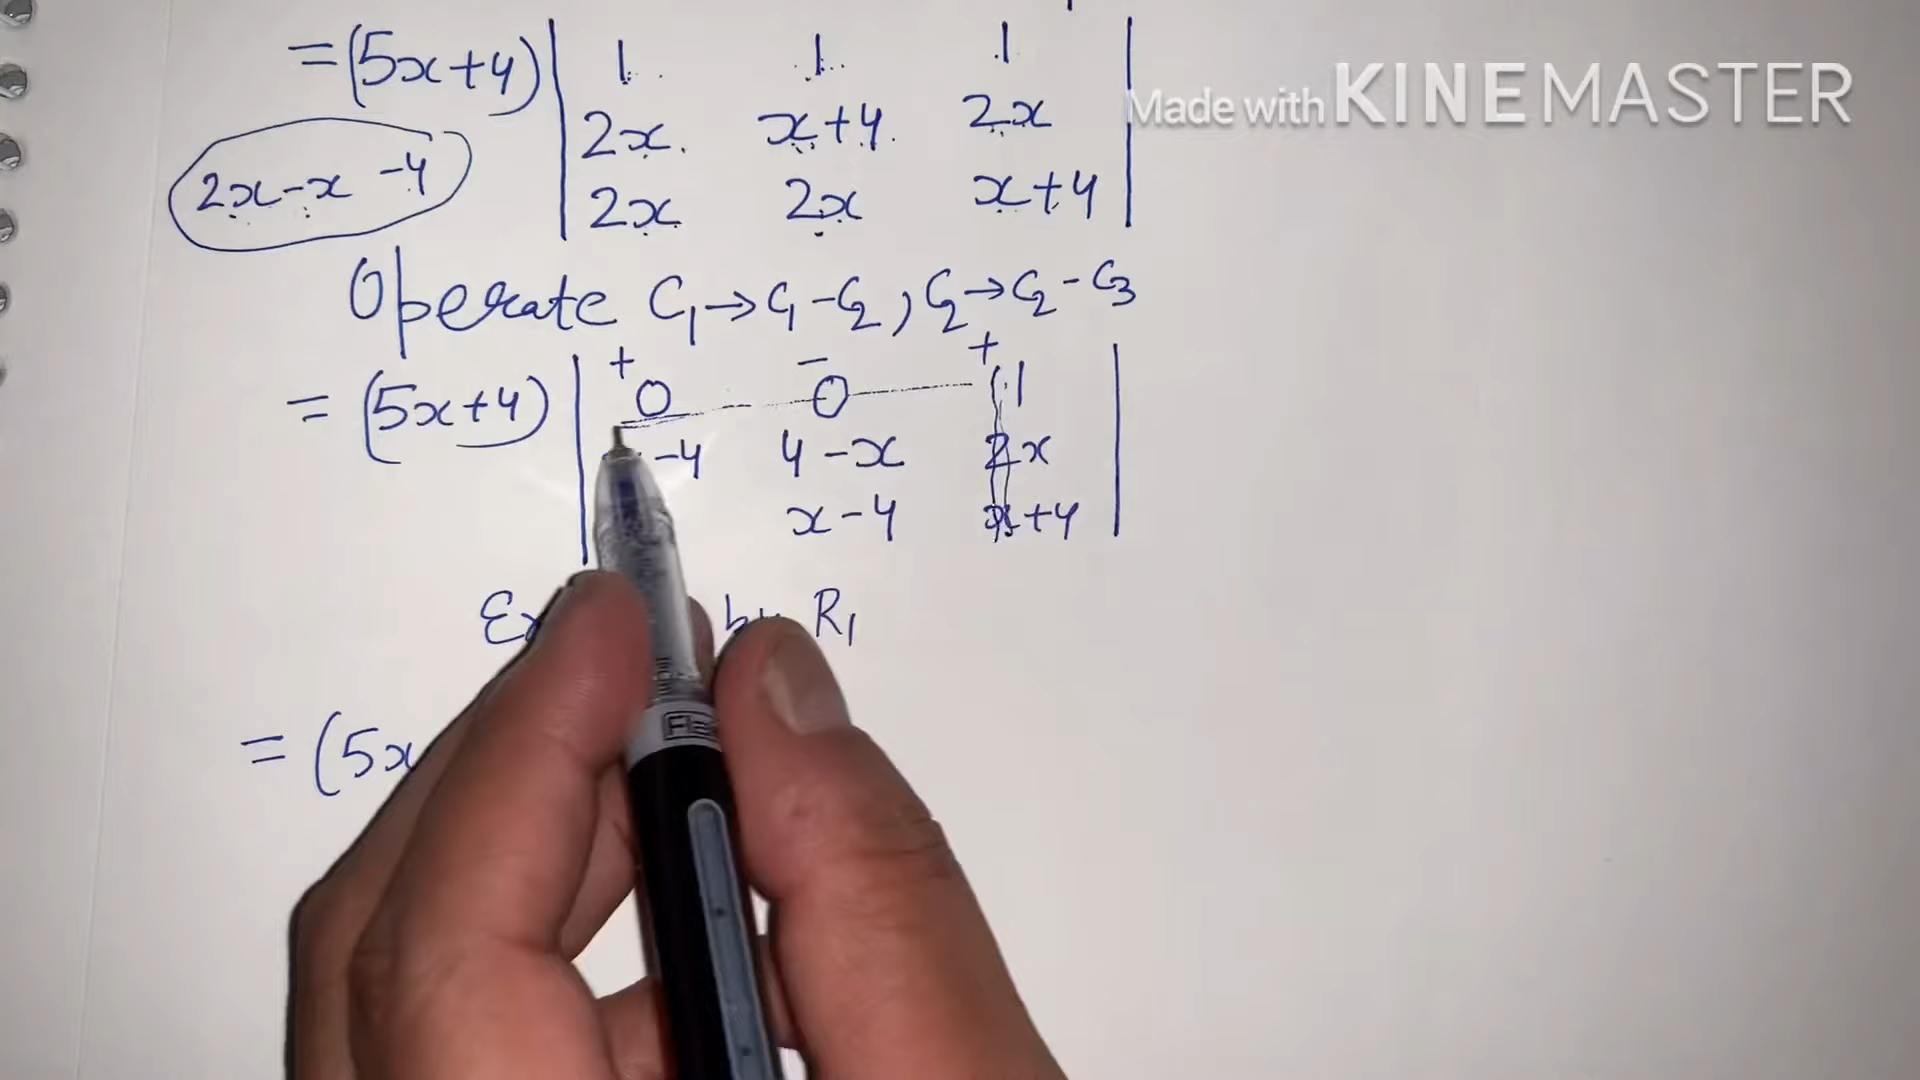 = (5x+4) | 1 1 1 |
Made with KINEMASTER
2x x+4 2x
2x-x -4
2x 2x x+4
Operate C₁→C₁-C₂, C₂→C₂-C₃
+ - +
= (5x+4) | 0 0 1 |
-4 4-x 2x
x-4 x+4
by R₁
= (5x